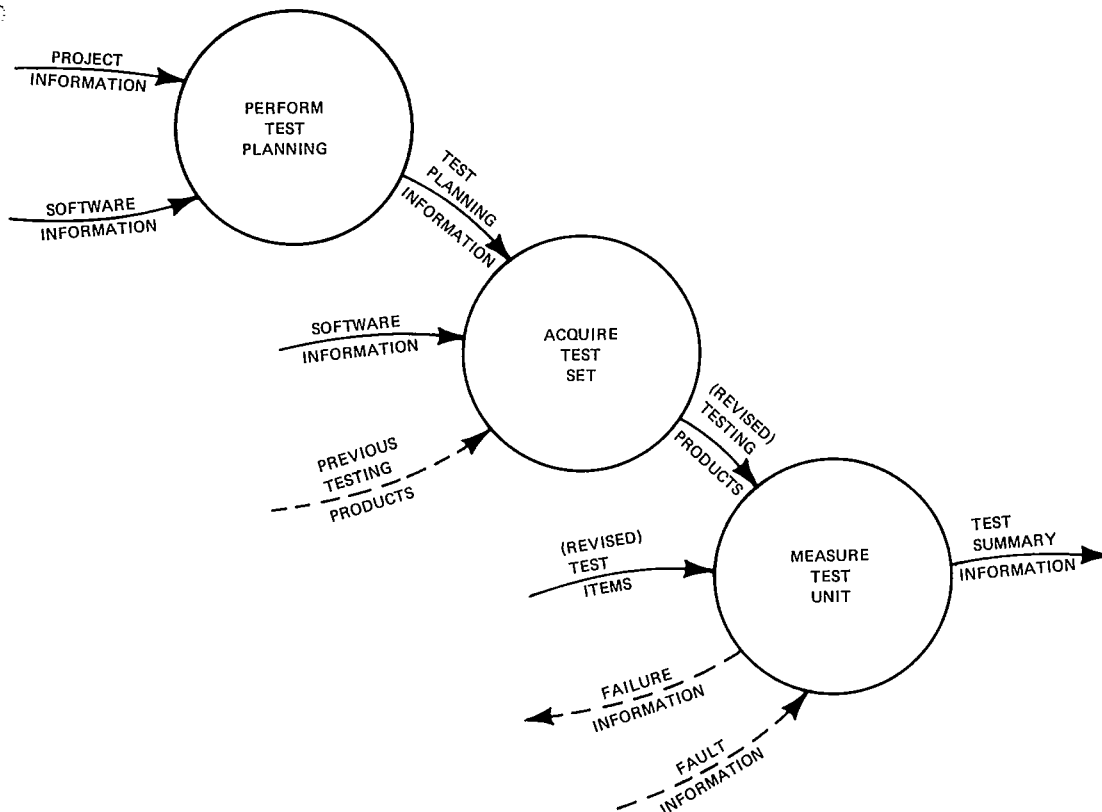 PROJECT
INFORMATION
PERFORM
TEST
PLANNING
SOFTWARE
INFORMATION
TEST
PLANNING
INFORMATION
SOFTWARE
INFORMATION
ACQUIRE
TEST
SET
PREVIOUS
TESTING
PRODUCTS
(REVISED)
TESTING
PRODUCTS
(REVISED)
TEST
ITEMS
MEASURE
TEST
UNIT
TEST
SUMMARY
INFORMATION
FAILURE
INFORMATION
FAULT
INFORMATION